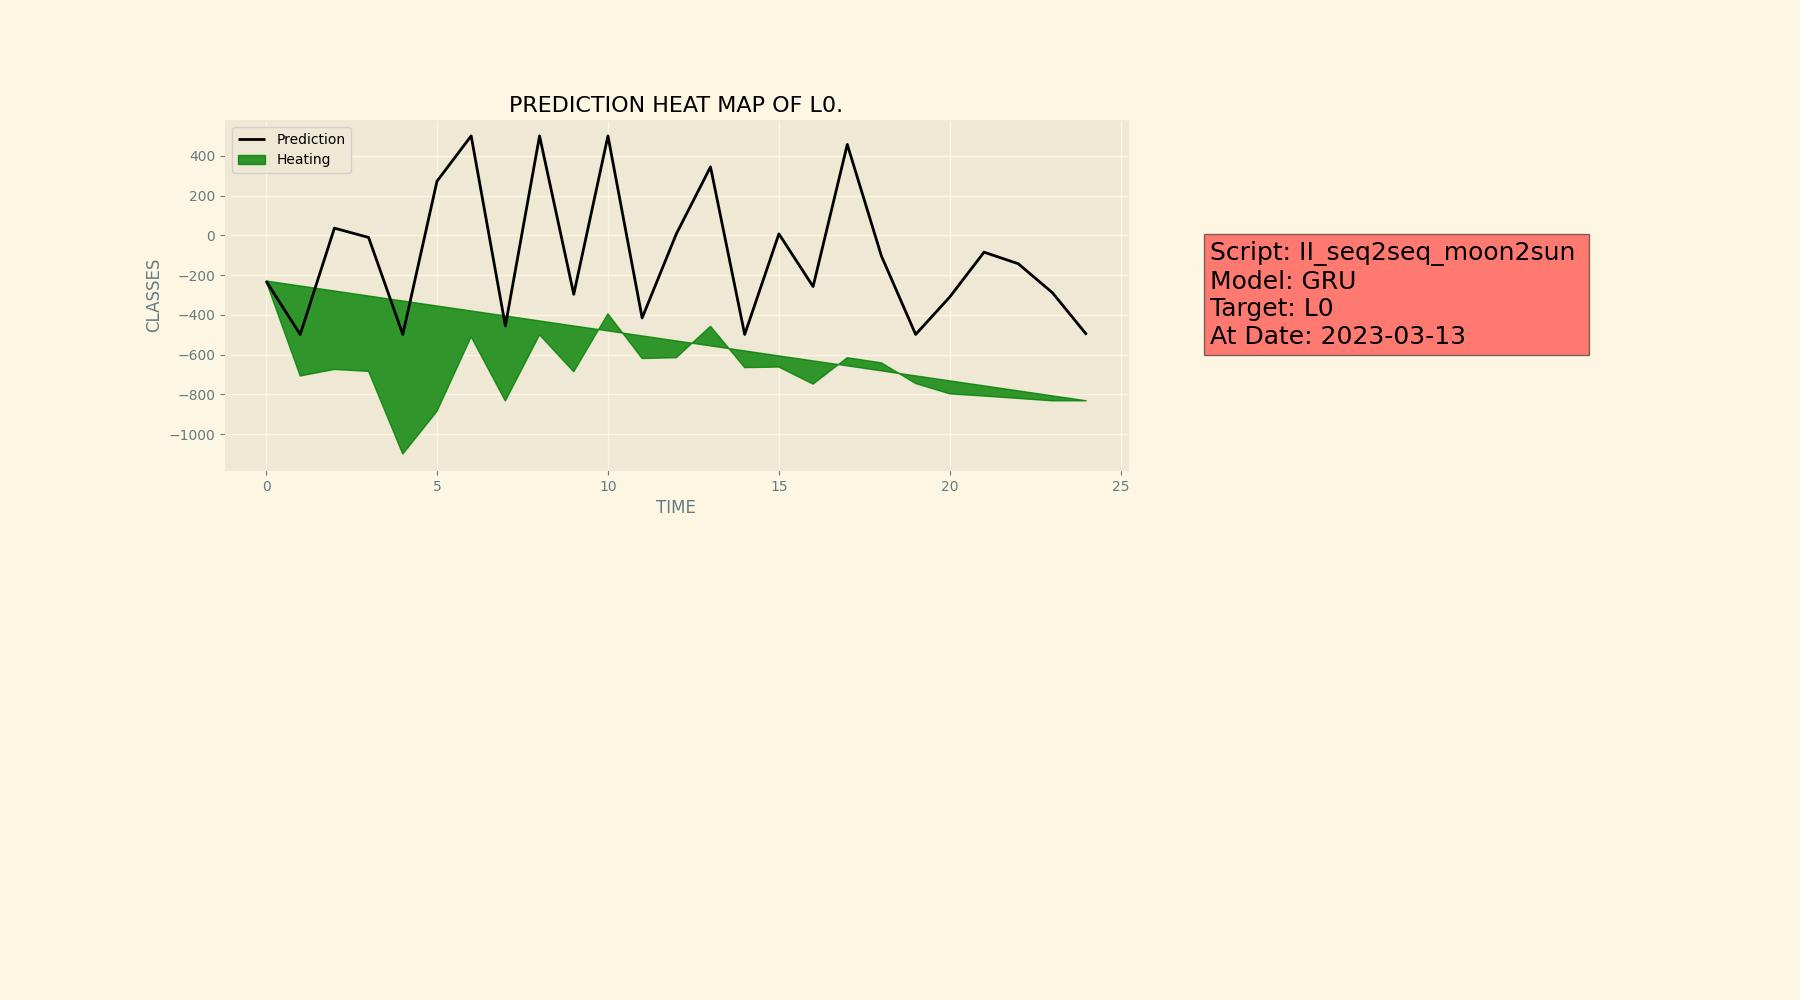 PREDICTION HEAT MAP OF L0.
Prediction
Heating
400
200
0
−200
−400
−600
−800
−1000
CLASSES
0 5 10 15 20 25
TIME
Script: II_seq2seq_moon2sun
Model: GRU
Target: L0
At Date: 2023-03-13